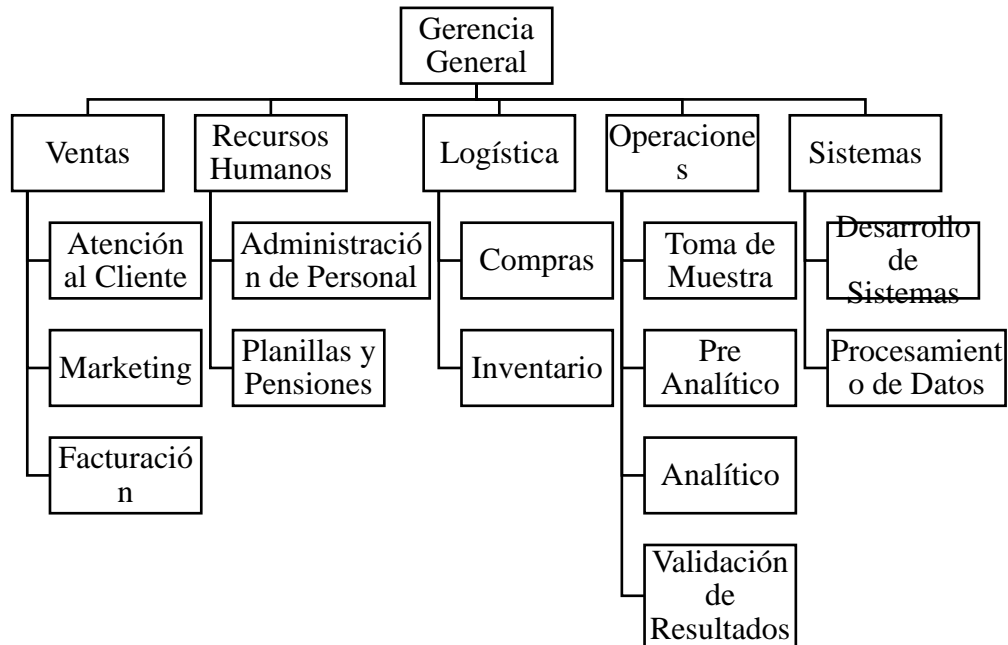 Gerencia
General
Ventas
Recursos
Humanos
Logística
Operacione
s
Sistemas
Atención
al Cliente
Administració
n de Personal
Compras
Toma de
Muestra
Desarrollo
de
Sistemas
Marketing
Planillas y
Pensiones
Inventario
Pre
Analítico
Procesamient
o de Datos
Facturació
n
Analítico
Validación
de
Resultados